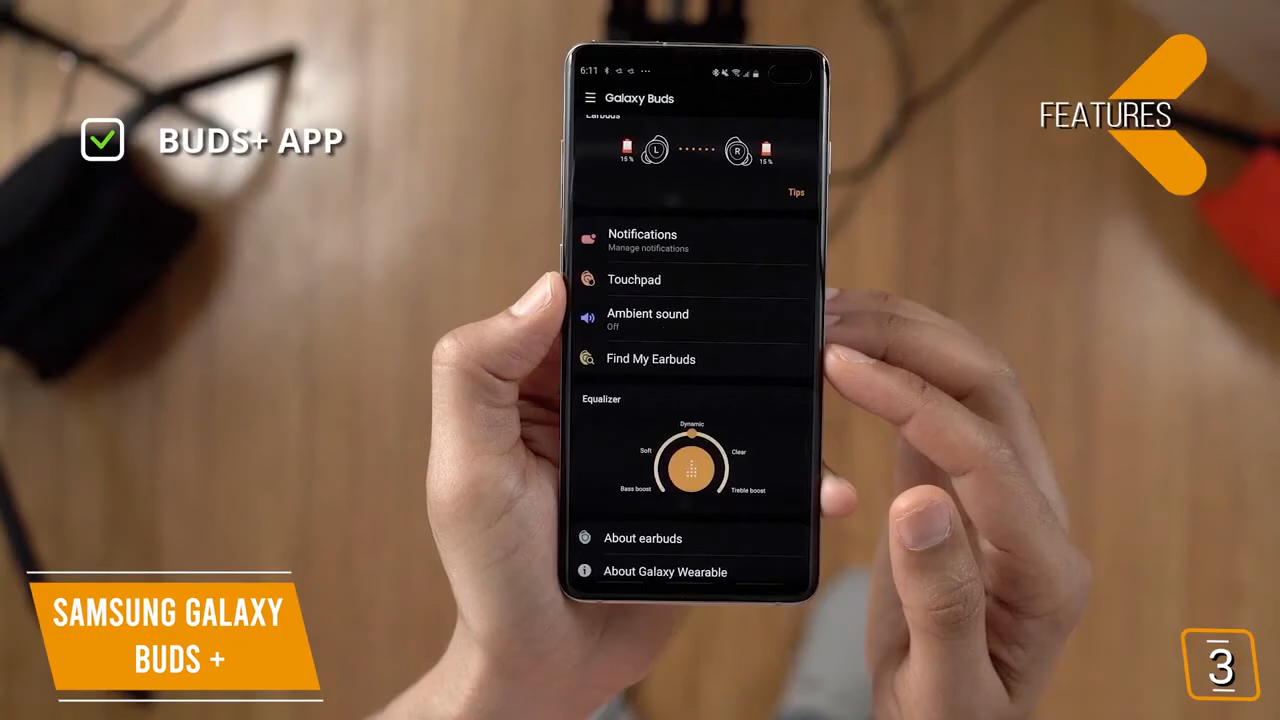 BUDS+ APP
FEATURES
6:11
Galaxy Buds
Earbuds
L
R
15 %
15 %
Tips
Notifications
Manage notifications
Touchpad
Ambient sound
Off
Find My Earbuds
Equalizer
Dynamic
Soft
Clear
Bass boost
Treble boost
About earbuds
About Galaxy Wearable
SAMSUNG GALAXY
BUDS +
3